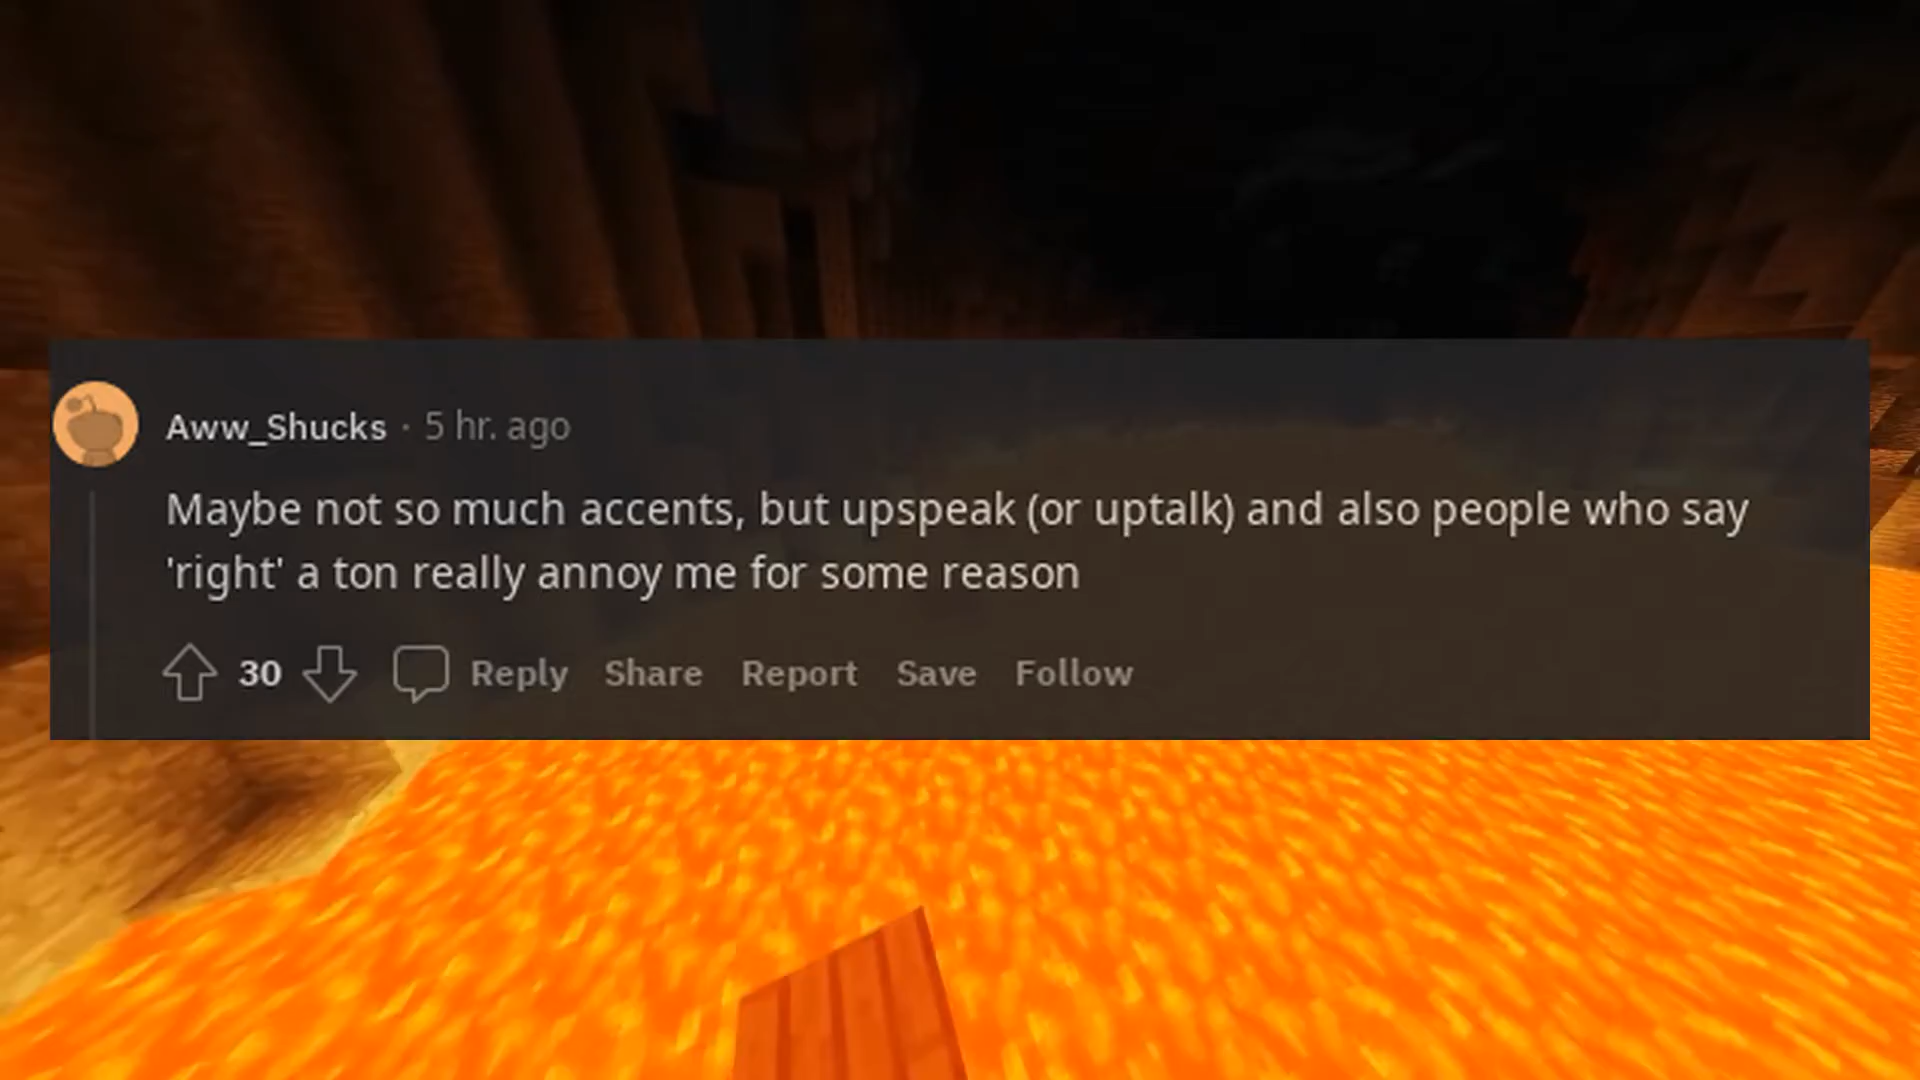 Aww_Shucks · 5 hr. ago
Maybe not so much accents, but upspeak (or uptalk) and also people who say
'right' a ton really annoy me for some reason
30 Reply Share Report Save Follow